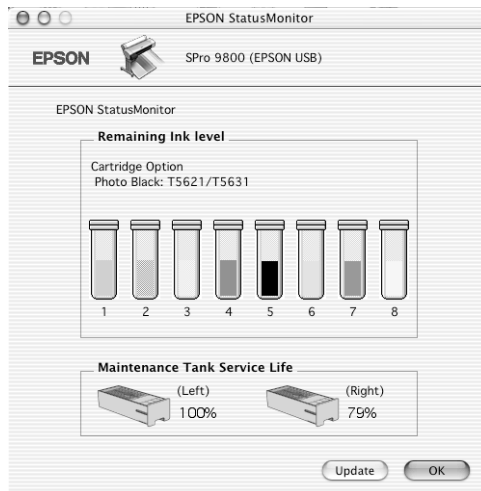 EPSON StatusMonitor
EPSON SPro 9800 (EPSON USB)
EPSON StatusMonitor
Remaining Ink level
Cartridge Option
Photo Black: T5621/T5631
1 2 3 4 5 6 7 8
Maintenance Tank Service Life
(Left) (Right)
100% 79%
Update OK